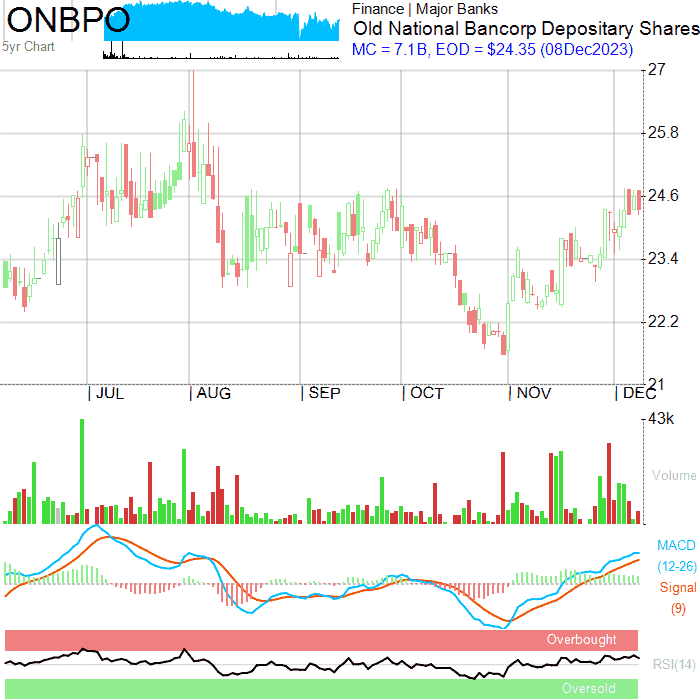 ONBPO
5yr Chart
Finance | Major Banks
Old National Bancorp Depositary Shares
MC = 7.1B, EOD = $24.35 (08Dec2023)
27
25.8
24.6
23.4
22.2
21
| JUL | AUG | SEP | OCT | NOV | DEC
43k
Volume
MACD
(12-26)
Signal
(9)
Overbought
RSI(14)
Oversold